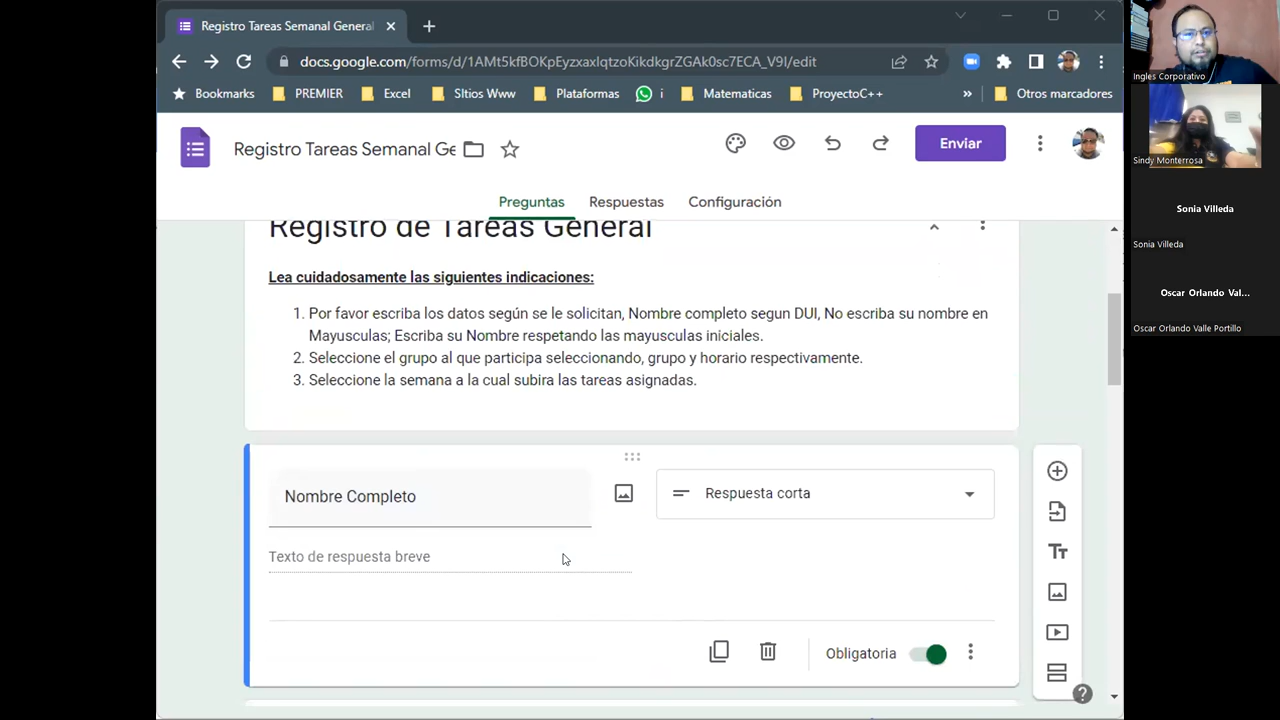 Registro Tareas Semanal General
docs.google.com/forms/d/1AMt5kfBOKpEyzxaxlqtzoKikdkgrZGAk0sc7ECA_V9I/edit
Bookmarks PREMIER Excel SItios Www Plataformas i Matematicas ProyectoC++ » Otros marcadores
Registro Tareas Semanal Ge
Enviar
Preguntas Respuestas Configuración
Registro de Tareas General
Lea cuidadosamente las siguientes indicaciones:
1. Por favor escriba los datos según se le solicitan, Nombre completo segun DUI, No escriba su nombre en
Mayusculas; Escriba su Nombre respetando las mayusculas iniciales.
2. Seleccione el grupo al que participa seleccionando, grupo y horario respectivamente.
3. Seleccione la semana a la cual subira las tareas asignadas.
Nombre Completo
Respuesta corta
Texto de respuesta breve
Obligatoria
Tт
Ingles Corporativo
Sindy Monterrosa
Sonia Villeda
Sonia Villeda
Oscar Orlando Val...
Oscar Orlando Valle Portillo